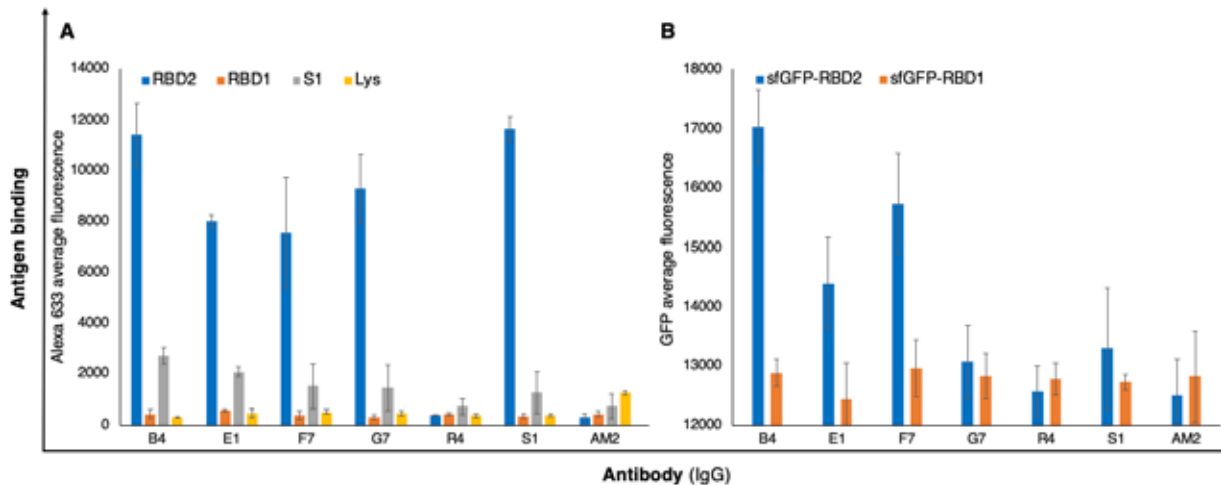 A
B
RBD2 RBD1 S1 Lys
sfGFP-RBD2 sfGFP-RBD1
Antigen binding
Alexa 633 average fluorescence
14000
12000
10000
8000
6000
4000
2000
0
B4 E1 F7 G7 R4 S1 AM2
GFP average fluorescence
18000
17000
16000
15000
14000
13000
12000
B4 E1 F7 G7 R4 S1 AM2
Antibody (IgG)